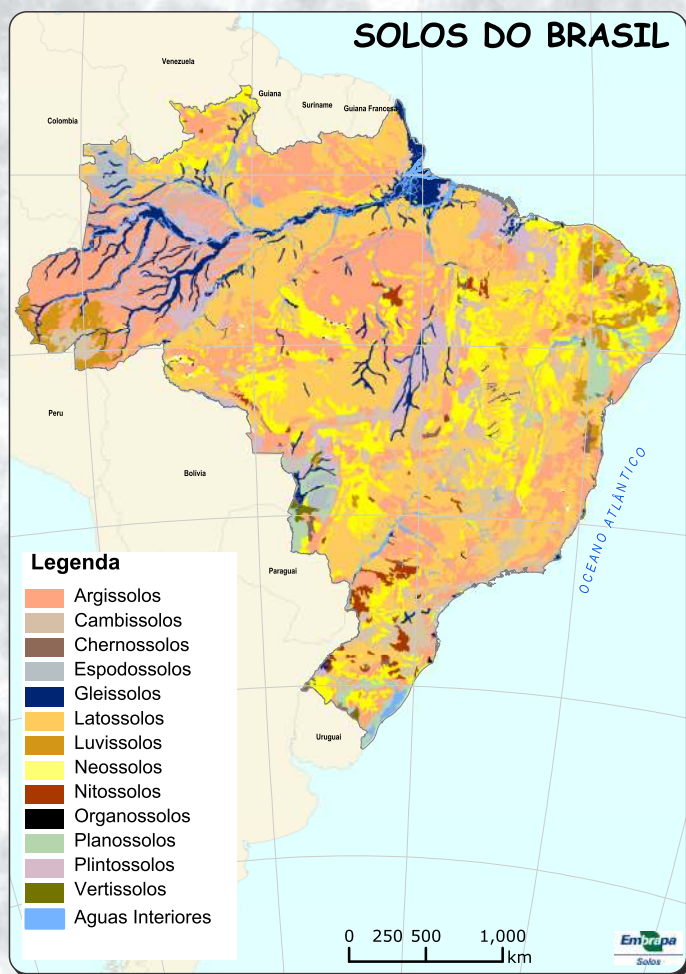 SOLOS DO BRASIL
Venezuela
Guiana
Suriname
Guiana Francesa
Colombia
Peru
Bolívia
OCEANO ATLÂNTICO
Paraguai
Uruguai
Legenda
Argissolos
Cambissolos
Chernossolos
Espodossolos
Gleissolos
Latossolos
Luvissolos
Neossolos
Nitossolos
Organossolos
Planossolos
Plintossolos
Vertissolos
Aguas Interiores
0 250 500 1,000
km
Embrapa
Solos